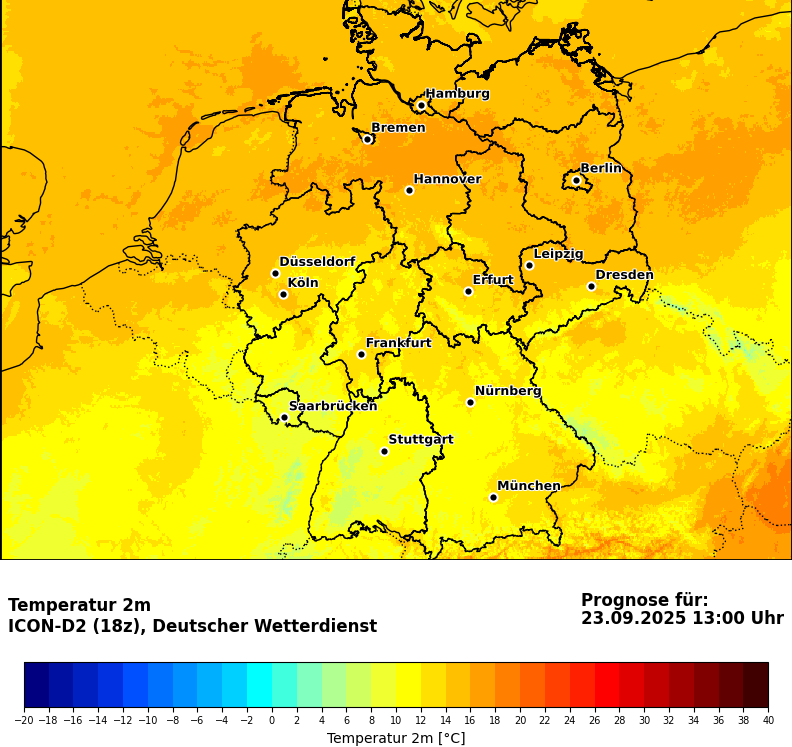 Hamburg
Bremen
Berlin
Hannover
Leipzig
Düsseldorf
Dresden
Köln
Erfurt
Frankfurt
Nürnberg
Saarbrücken
Stuttgart
München
Temperatur 2m
ICON-D2 (18z), Deutscher Wetterdienst
Prognose für:
23.09.2025 13:00 Uhr
−20 −18 −16 −14 −12 −10 −8 −6 −4 −2 0 2 4 6 8 10 12 14 16 18 20 22 24 26 28 30 32 34 36 38 40
Temperatur 2m [°C]